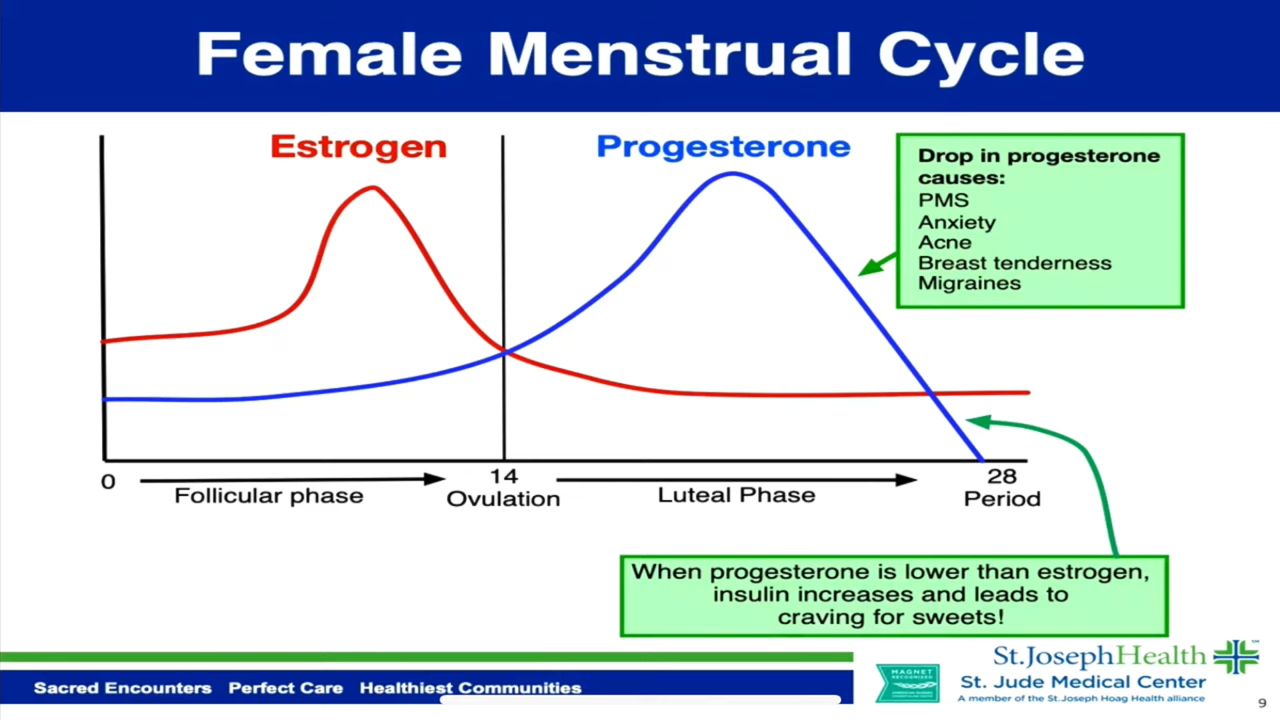 Female Menstrual Cycle
Estrogen
Progesterone
Drop in progesterone
causes:
PMS
Anxiety
Acne
Breast tenderness
Migraines
0
14
28
Follicular phase
Ovulation
Luteal Phase
Period
When progesterone is lower than estrogen,
insulin increases and leads to
craving for sweets!
Sacred Encounters Perfect Care Healthiest Communities
MAGNET
RECOGNIZED
St.JosephHealth
St. Jude Medical Center
A member of the St.Joseph Hoag Health alliance
9